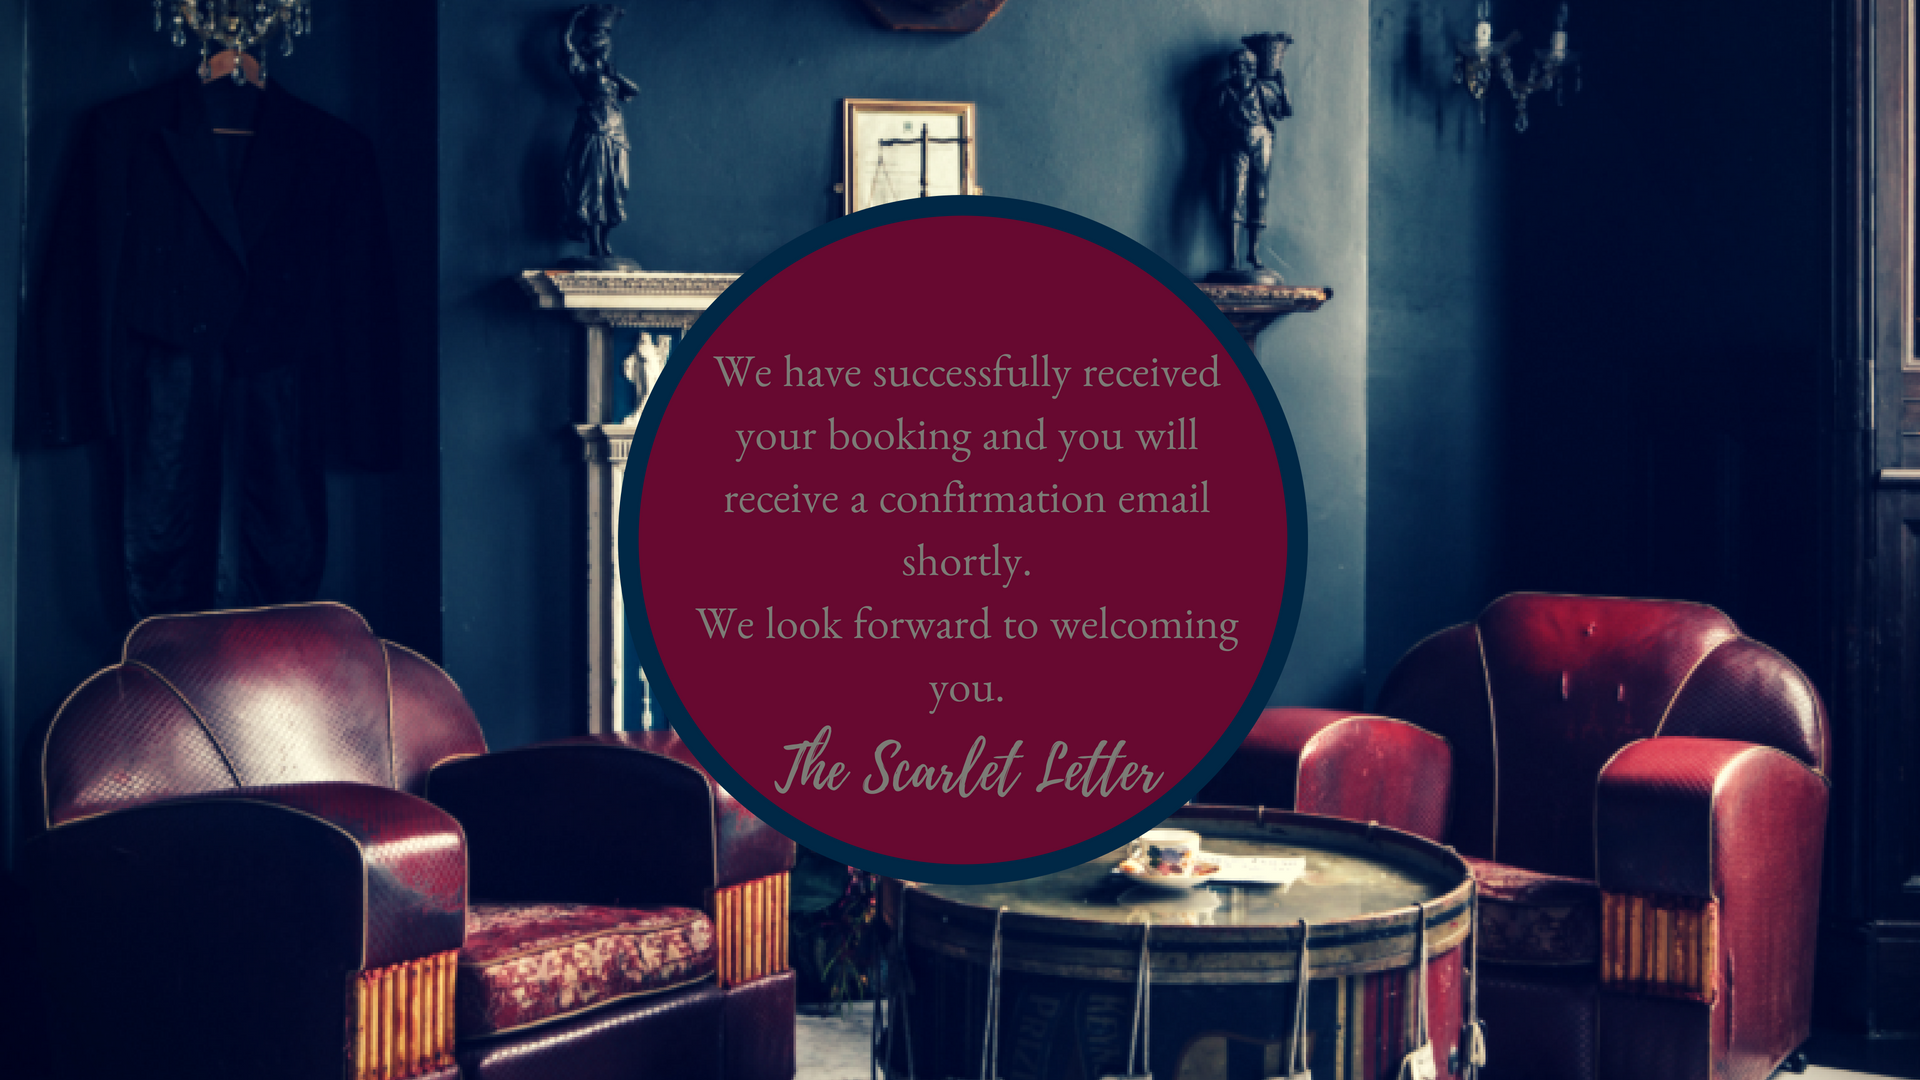 We have successfully received
your booking and you will
receive a confirmation email
shortly.
We look forward to welcoming
you.
The Scarlet Letter